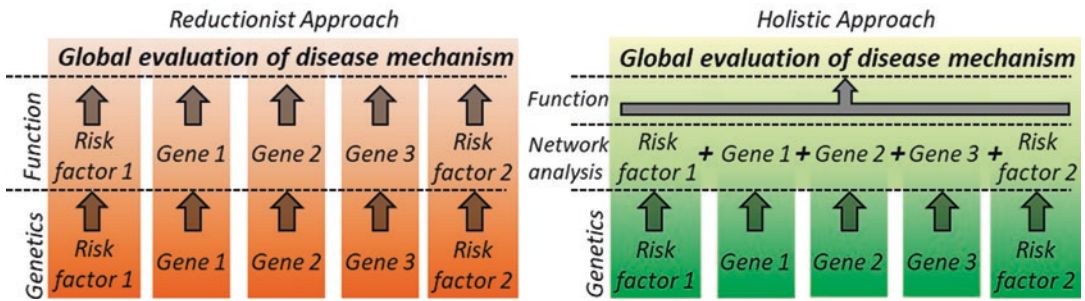 Reductionist Approach
Global evaluation of disease mechanism
Function
Risk
factor 1
Gene 1
Gene 2
Gene 3
Risk
factor 2
Genetics
Risk
factor 1
Gene 1
Gene 2
Gene 3
Risk
factor 2
Holistic Approach
Global evaluation of disease mechanism
Function
Network
analysis
Risk
factor 1
+ Gene 1 + Gene 2 + Gene 3 +
Risk
factor 2
Genetics
Risk
factor 1
Gene 1
Gene 2
Gene 3
Risk
factor 2